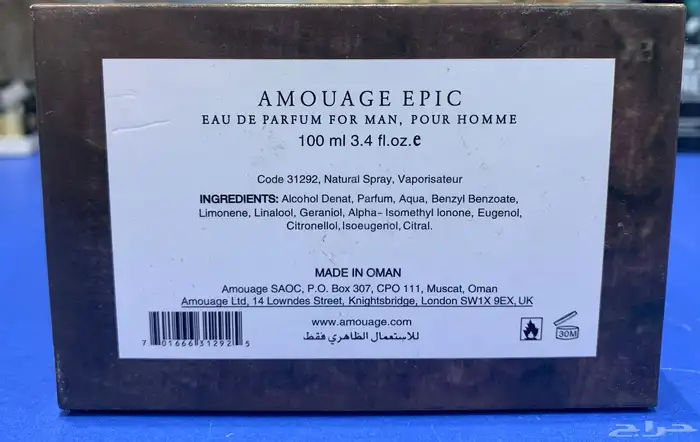 AMOUAGE EPIC
EAU DE PARFUM FOR MAN, POUR HOMME
100 ml 3.4 fl.oz.e
Code 31292, Natural Spray, Vaporisateur
INGREDIENTS: Alcohol Denat, Parfum, Aqua, Benzyl Benzoate,
Limonene, Linalool, Geraniol, Alpha- Isomethyl Ionone, Eugenol,
Citronellol, Isoeugenol, Citral.
MADE IN OMAN
Amouage SAOC, P.O. Box 307, CPO 111, Muscat, Oman
Amouage Ltd, 14 Lowndes Street, Knightsbridge, London SW1X 9EX, UK
www.amouage.com
للاستعمال الظاهري فقط
7 01666 31292 5
30M
حراج